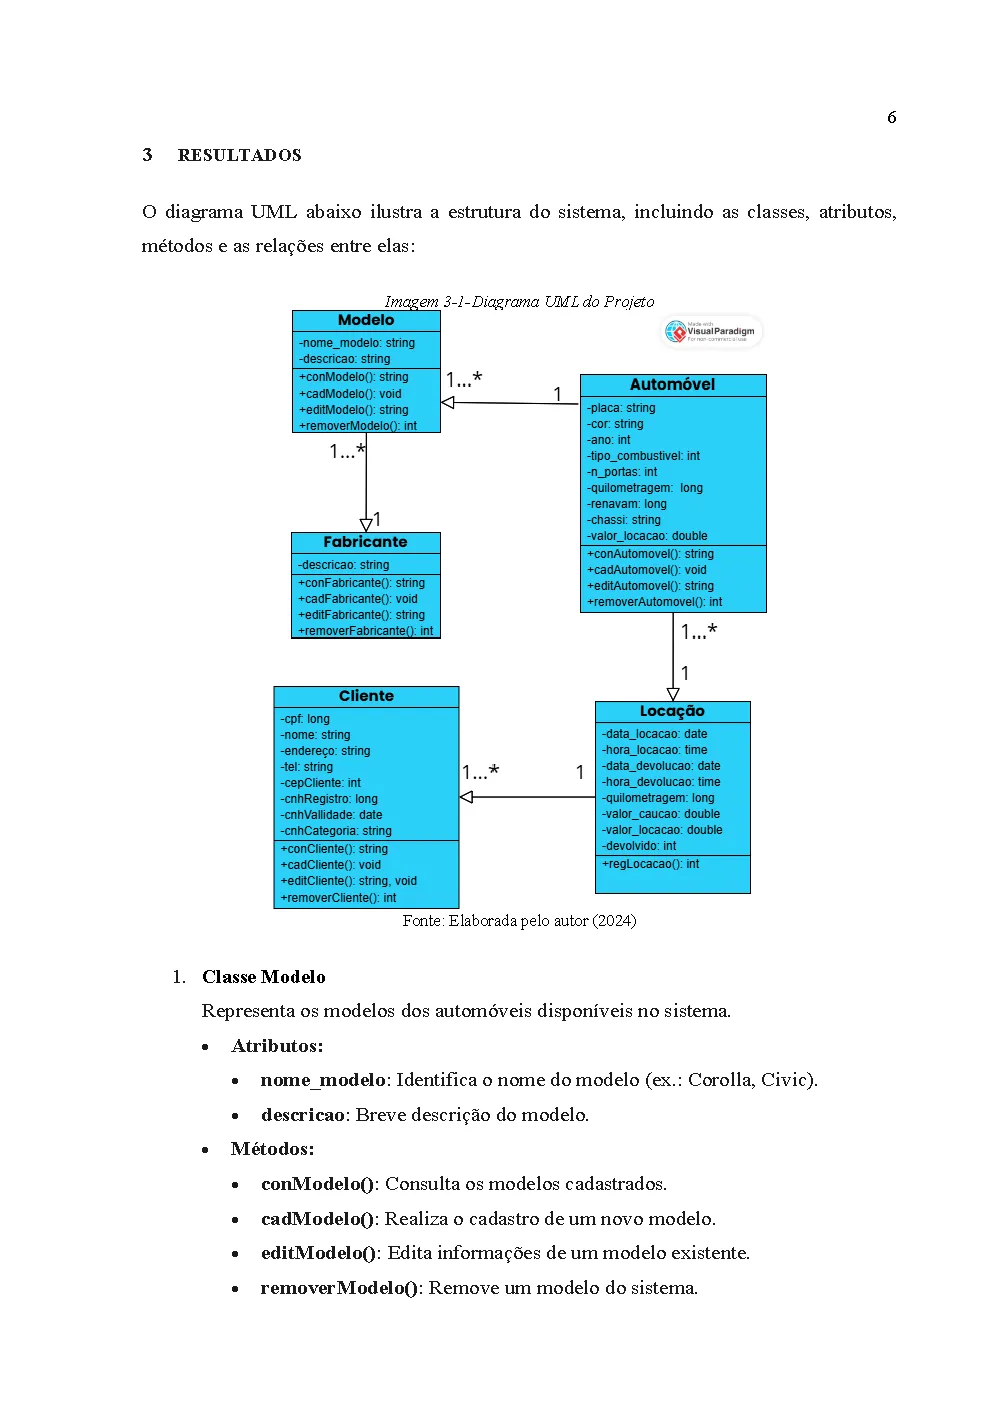 6
3 RESULTADOS
O diagrama UML abaixo ilustra a estrutura do sistema, incluindo as classes, atributos,
métodos e as relações entre elas:
Imagem 3-1-Diagrama UML do Projeto
Modelo
-nome_modelo: string
-descricao: string
+conModelo(): string
+cadModelo(): void
+editModelo(): string
+removerModelo(): int
Made with
VisualParadigm
For non-commercial use
1...*
1
Automóvel
-placa: string
-cor: string
-ano: int
-tipo_combustivel: int
-n_portas: int
-quilometragem: long
-renavam: long
-chassi: string
-valor_locacao: double
+conAutomovel(): string
+cadAutomovel(): void
+editAutomovel(): string
+removerAutomovel(): int
1...*
1
Fabricante
-descricao: string
+conFabricante(): string
+cadFabricante(): void
+editFabricante(): string
+removerFabricante(): int
1...*
1
Cliente
-cpf: long
-nome: string
-endereço: string
-tel: string
-cepCliente: int
-cnhRegistro: long
-cnhVallidade: date
-cnhCategoria: string
+conCliente(): string
+cadCliente(): void
+editCliente(): string, void
+removerCliente(): int
1...*
1
Locação
-data_locacao: date
-hora_locacao: time
-data_devolucao: date
-hora_devolucao: time
-quilometragem: long
-valor_caucao: double
-valor_locacao: double
-devolvido: int
+regLocacao(): int
Fonte: Elaborada pelo autor (2024)
1. Classe Modelo
Representa os modelos dos automóveis disponíveis no sistema.
• Atributos:
• nome_modelo: Identifica o nome do modelo (ex.: Corolla, Civic).
• descricao: Breve descrição do modelo.
• Métodos:
• conModelo(): Consulta os modelos cadastrados.
• cadModelo(): Realiza o cadastro de um novo modelo.
• editModelo(): Edita informações de um modelo existente.
• removerModelo(): Remove um modelo do sistema.